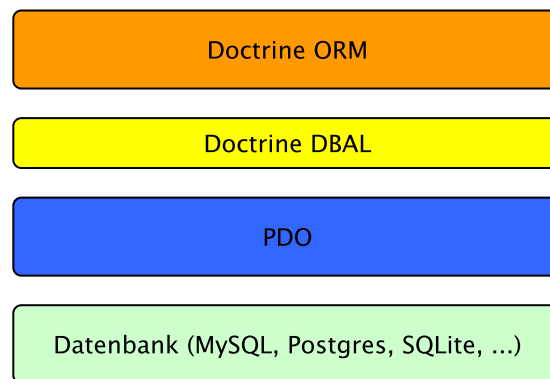 Doctrine ORM
Doctrine DBAL
PDO
Datenbank (MySQL, Postgres, SQLite, ...)